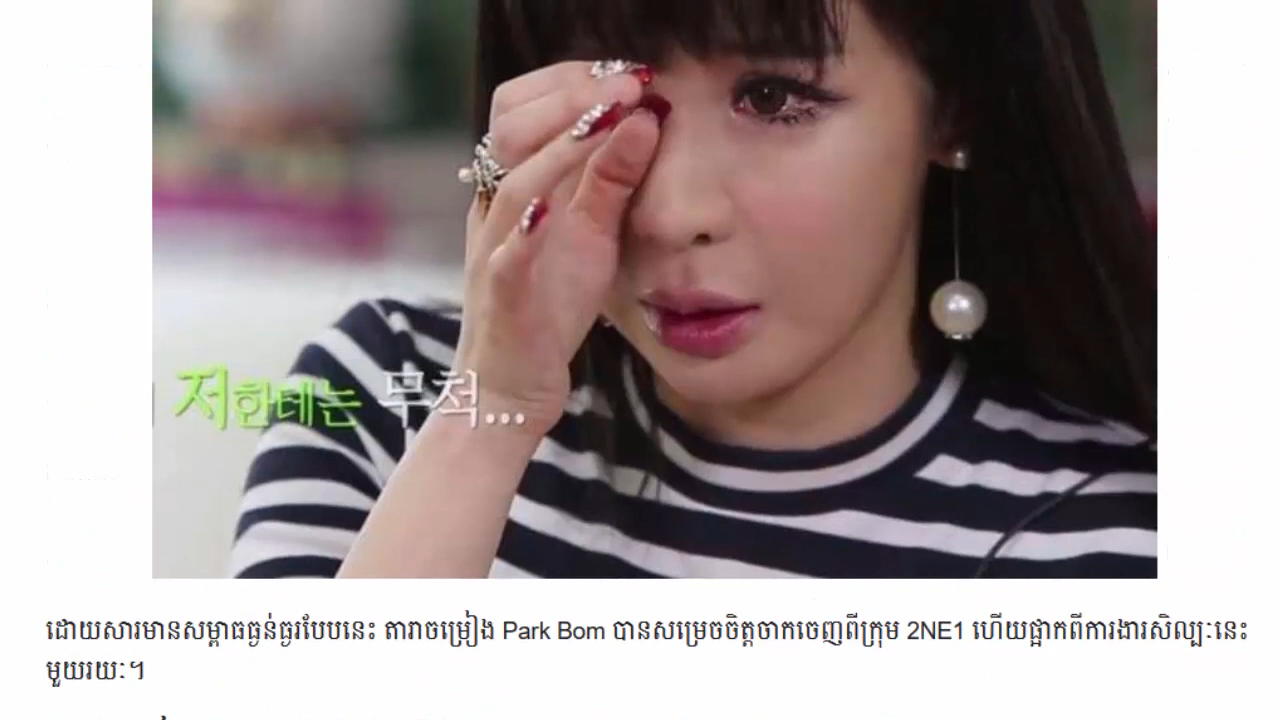 저한테는 무척...
ដោយសារមានសម្ពាធធ្ងន់ធ្ងរបែបនេះ តារាចម្រៀង Park Bom បានសម្រេចចិត្តចាកចេញពីក្រុម 2NE1 ហើយផ្អាកពីការងារសិល្បៈនេះ
មួយរយៈ។